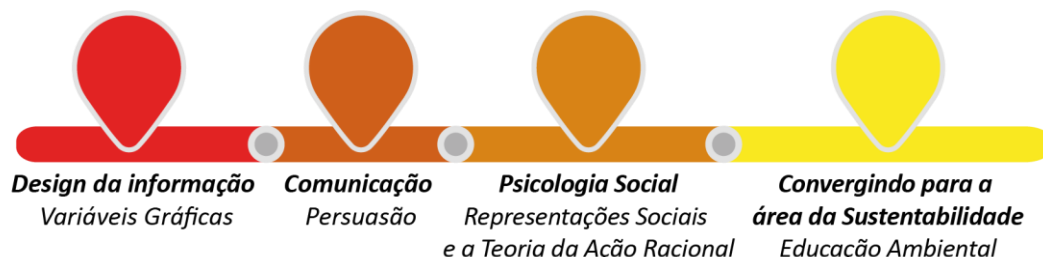 Design da informação
Variáveis Gráficas
Comunicação
Persuasão
Psicologia Social
Representações Sociais
e a Teoria da Ação Racional
Convergindo para a
área da Sustentabilidade
Educação Ambiental